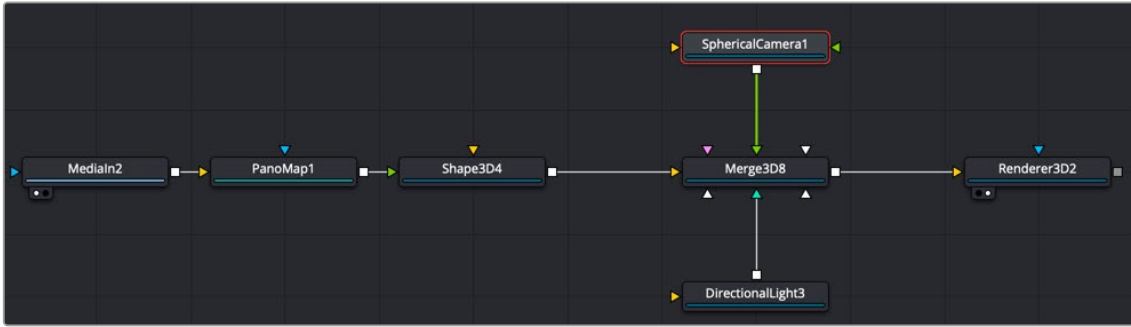 SphericalCamera1
MediaIn2
PanoMap1
Shape3D4
Merge3D8
Renderer3D2
DirectionalLight3